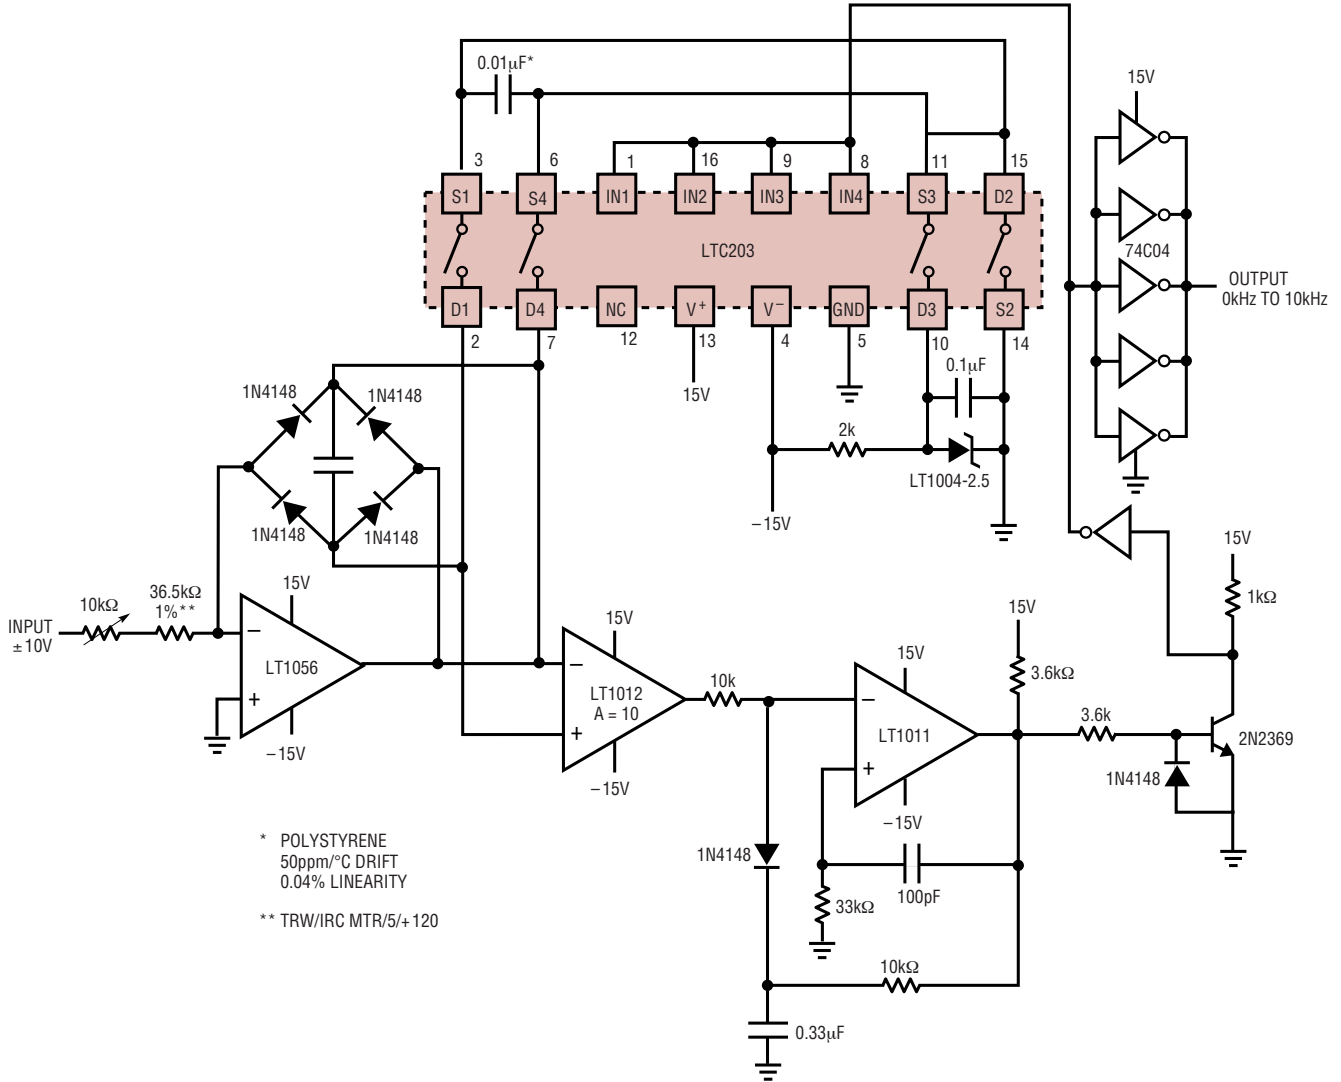 0.01µF*
15V
3
6
1
16
9
8
11
15
S1
S4
IN1
IN2
IN3
IN4
S3
D2
LTC203
74C04
OUTPUT
0kHz TO 10kHz
D1
D4
NC
V+
V−
GND
D3
S2
2
7
12
13
4
5
10
14
15V
0.1µF
1N4148
1N4148
2k
LT1004-2.5
−15V
1N4148
1N4148
15V
1kΩ
INPUT
±10V
10kΩ
36.5kΩ
1%**
15V
−
LT1056
+
−15V
15V
−
LT1012
A = 10
+
−15V
10k
15V
−
LT1011
+
−15V
15V
3.6kΩ
3.6k
2N2369
1N4148
1N4148
100pF
33kΩ
10kΩ
0.33µF
* POLYSTYRENE
50ppm/°C DRIFT
0.04% LINEARITY
** TRW/IRC MTR/5/+120